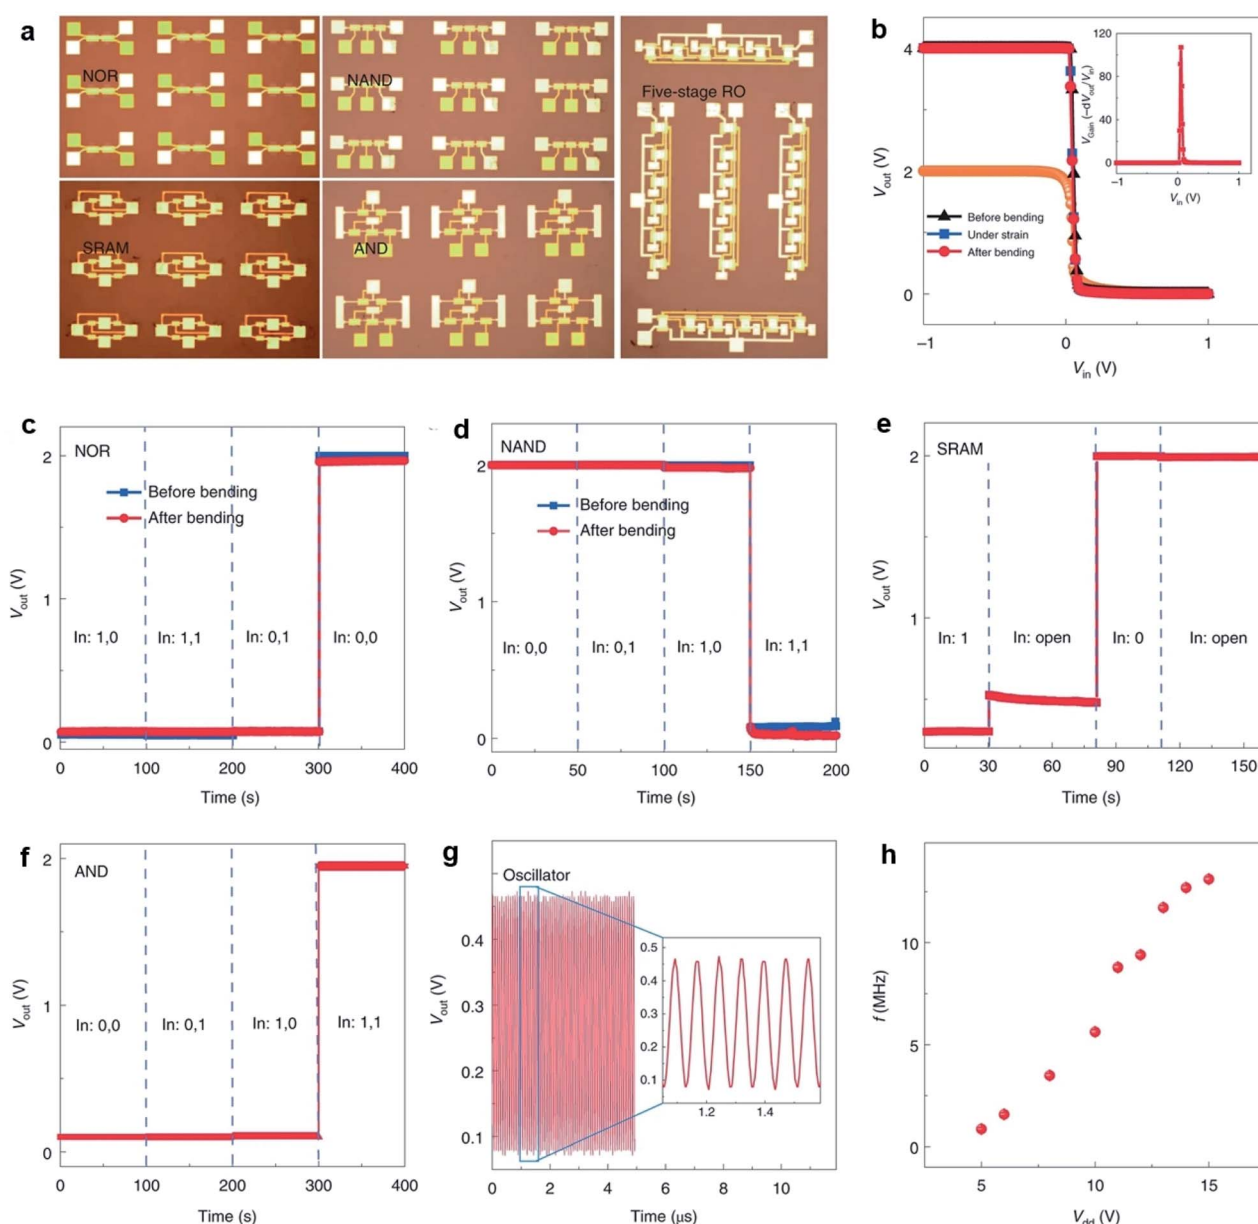 a
NOR
NAND
Five-stage RO
SRAM
AND
b
4
2
0
−1
0
1
Vout (V)
Vin (V)
Before bending
Under strain
After bending
120
80
40
0
−1
0
1
VGain (−dVout/Vin)
Vin (V)
c
NOR
2
1
0
Before bending
After bending
Vout (V)
In: 1,0
In: 1,1
In: 0,1
In: 0,0
0
100
200
300
400
Time (s)
d
NAND
2
1
0
Before bending
After bending
Vout (V)
In: 0,0
In: 0,1
In: 1,0
In: 1,1
0
50
100
150
200
Time (s)
e
SRAM
2
1
Vout (V)
In: 1
In: open
In: 0
In: open
0
30
60
90
120
150
Time (s)
f
AND
2
1
0
Vout (V)
In: 0,0
In: 0,1
In: 1,0
In: 1,1
0
100
200
300
400
Time (s)
g
Oscillator
0.4
0.3
0.2
0.1
Vout (V)
0.5
0.4
0.3
0.2
0.1
1.2
1.4
0
2
4
6
8
10
Time (μs)
h
10
5
0
f (MHz)
5
10
15
Vdd (V)